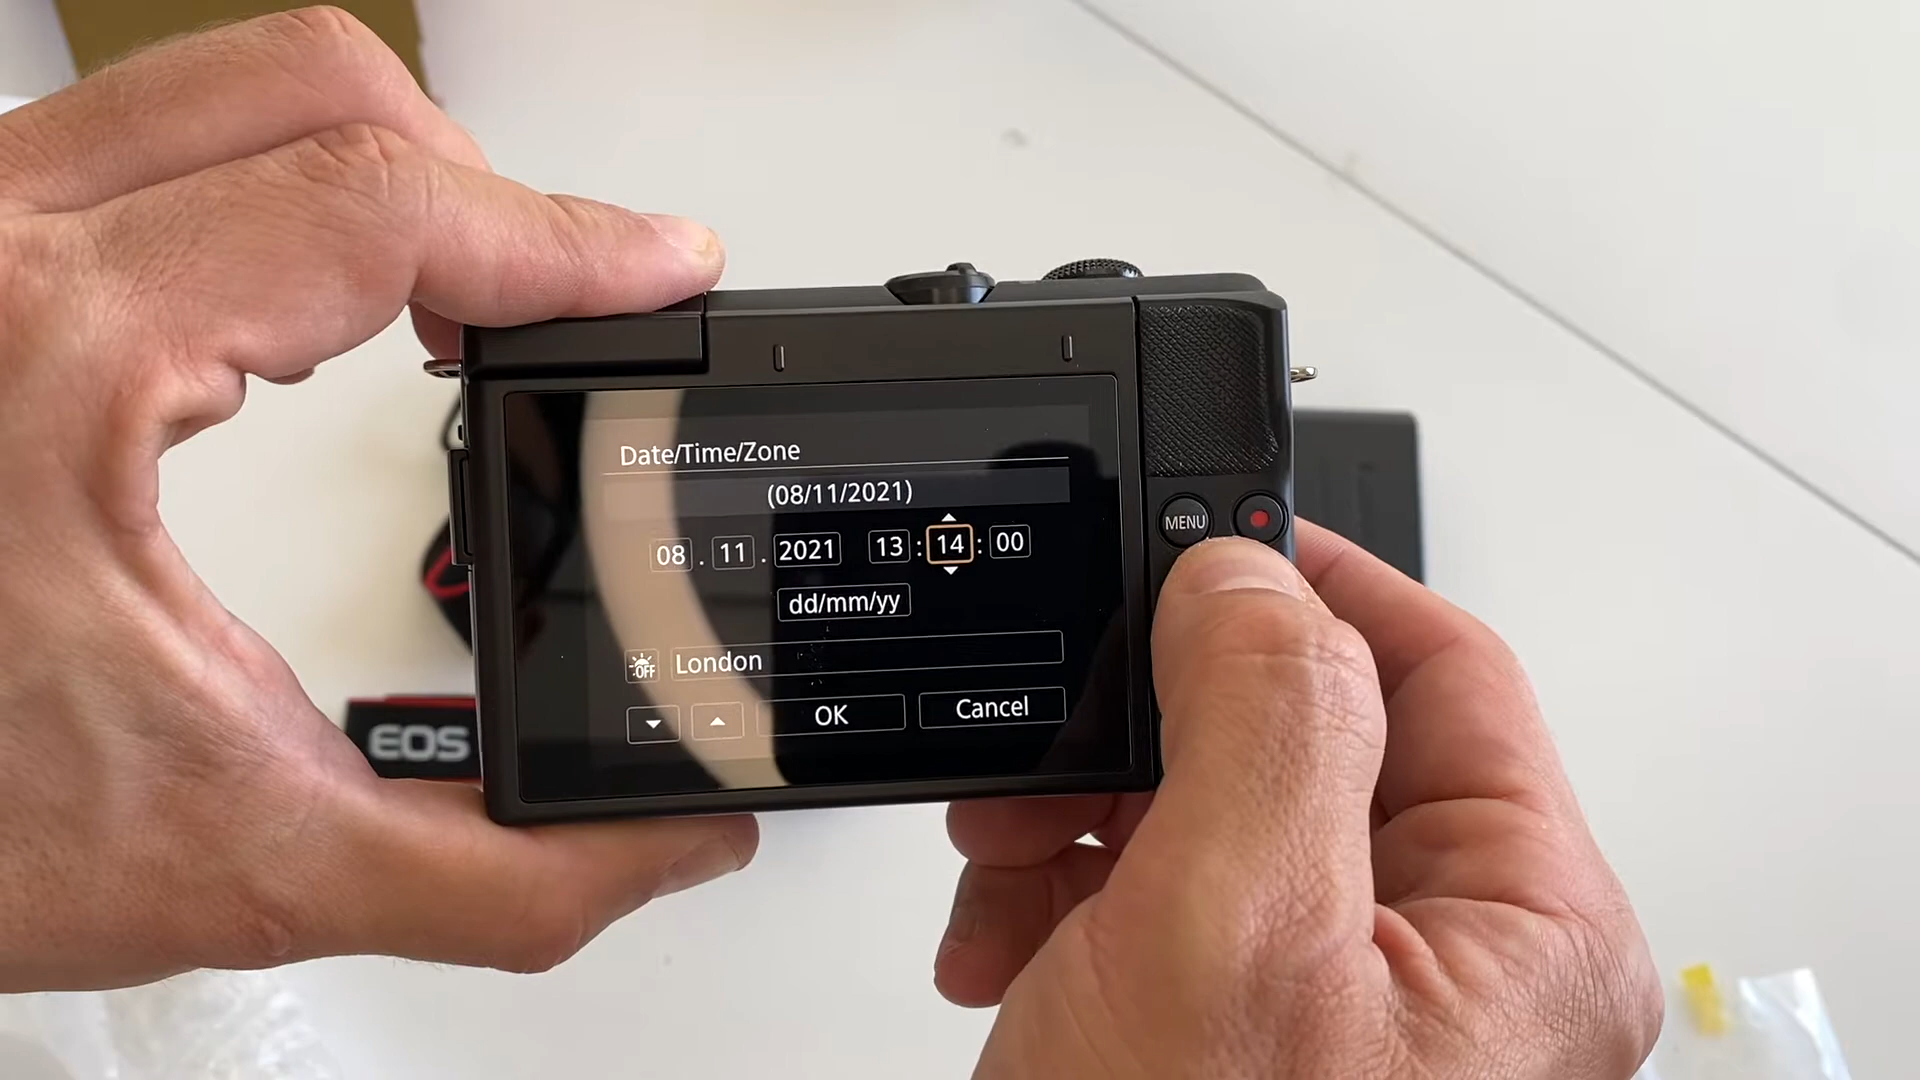 Date/Time/Zone
(08/11/2021)
08 . 11 . 2021 13 : 14 : 00
dd/mm/yy
OFF London
OK Cancel
MENU
EOS